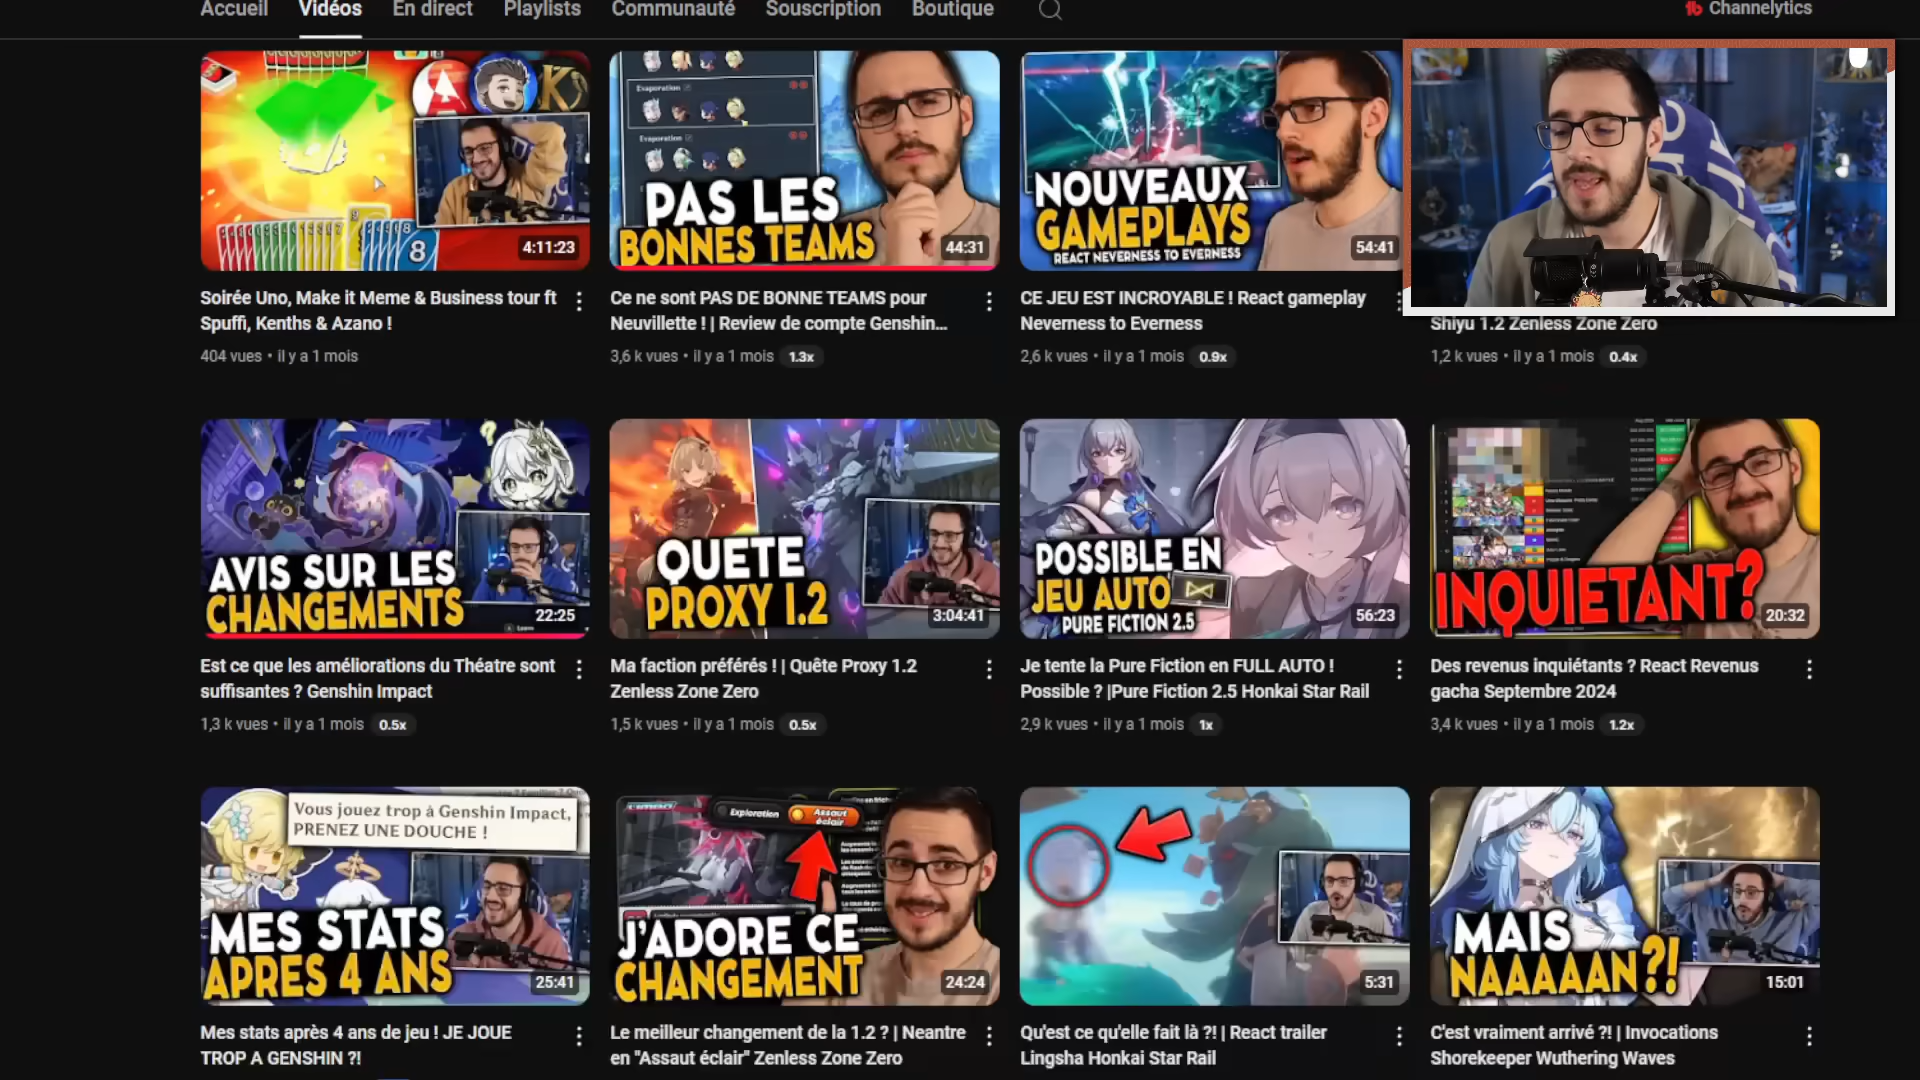 Accueil
Vidéos
En direct
Playlists
Communauté
Souscription
Boutique
Channelytics
8
4:11:23
Evaporation
Evaporation
PAS LES
BONNES TEAMS
44:31
NOUVEAUX
GAMEPLAYS
REACT NEVERNESS TO EVERNESS
54:41
Soirée Uno, Make it Meme & Business tour ft
Spuffi, Kenths & Azano !
404 vues • il y a 1 mois
Ce ne sont PAS DE BONNE TEAMS pour
Neuvillette ! | Review de compte Genshin...
3,6 k vues • il y a 1 mois 1.3x
CE JEU EST INCROYABLE ! React gameplay
Neverness to Everness
2,6 k vues • il y a 1 mois 0.9x
Shiyu 1.2 Zenless Zone Zero
1,2 k vues • il y a 1 mois 0.4x
AVIS SUR LES
CHANGEMENTS
22:25
QUETE
PROXY 1.2
3:04:41
POSSIBLE EN
JEU AUTO
PURE FICTION 2.5
56:23
INQUIETANT?
20:32
Est ce que les améliorations du Théatre sont
suffisantes ? Genshin Impact
1,3 k vues • il y a 1 mois 0.5x
Ma faction préférés ! | Quête Proxy 1.2
Zenless Zone Zero
1,5 k vues • il y a 1 mois 0.5x
Je tente la Pure Fiction en FULL AUTO !
Possible ? |Pure Fiction 2.5 Honkai Star Rail
2,9 k vues • il y a 1 mois 1x
Des revenus inquiétants ? React Revenus
gacha Septembre 2024
3,4 k vues • il y a 1 mois 1.2x
Vous jouez trop à Genshin Impact,
PRENEZ UNE DOUCHE !
MES STATS
APRES 4 ANS
25:41
Exploration
Assaut
éclair
J'ADORE CE
CHANGEMENT
24:24
5:31
MAIS
NAAAAAN ?!
15:01
Mes stats après 4 ans de jeu ! JE JOUE
TROP A GENSHIN ?!
Le meilleur changement de la 1.2 ? | Neantre
en "Assaut éclair" Zenless Zone Zero
Qu'est ce qu'elle fait là ?! | React trailer
Lingsha Honkai Star Rail
C'est vraiment arrivé ?! | Invocations
Shorekeeper Wuthering Waves